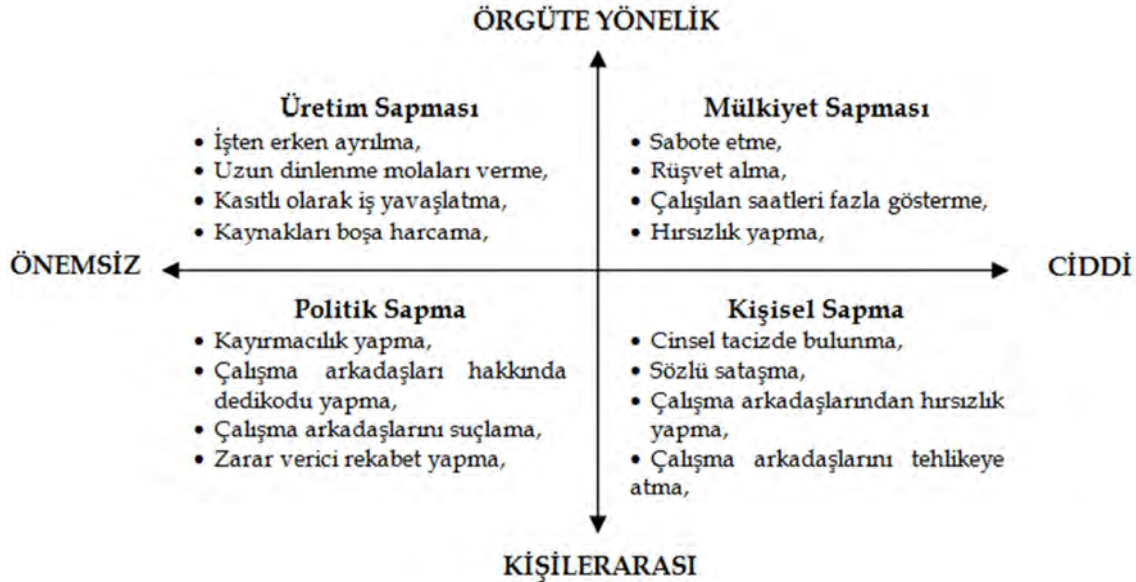 ÖRGÜTE YÖNELİK
Üretim Sapması
• İşten erken ayrılma,
• Uzun dinlenme molaları verme,
• Kasıtlı olarak iş yavaşlatma,
• Kaynakları boşa harcama,
Mülkiyet Sapması
• Sabote etme,
• Rüşvet alma,
• Çalışılan saatleri fazla gösterme,
• Hırsızlık yapma,
ÖNEMSİZ
CİDDİ
Politik Sapma
• Kayırmacılık yapma,
• Çalışma arkadaşları hakkında
dedikodu yapma,
• Çalışma arkadaşlarını suçlama,
• Zarar verici rekabet yapma,
Kişisel Sapma
• Cinsel tacizde bulunma,
• Sözlü sataşma,
• Çalışma arkadaşlarından hırsızlık
yapma,
• Çalışma arkadaşlarını tehlikeye
atma,
KİŞİLERARASI